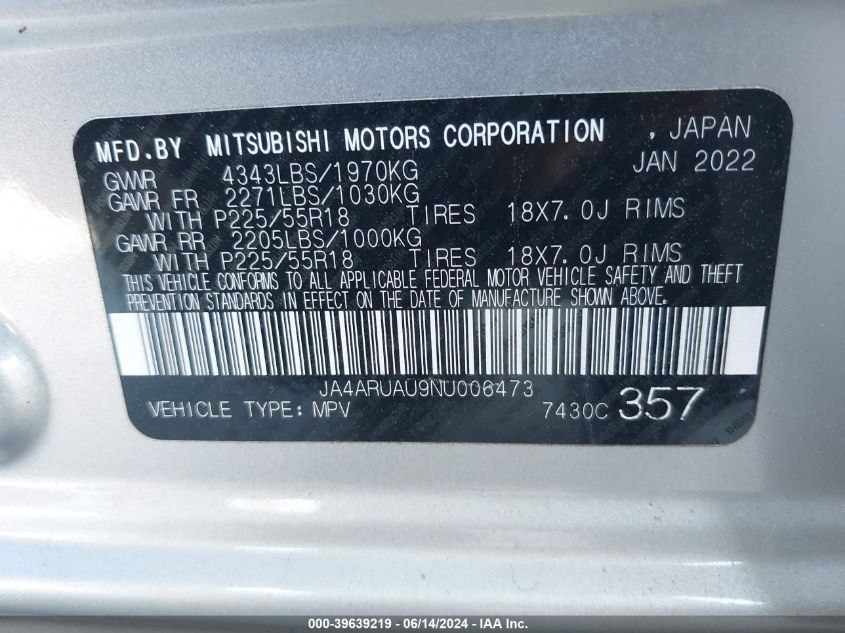 MFD.BY MITSUBISHI MOTORS CORPORATION , JAPAN
GVWR 4343LBS/1970KG JAN 2022
GAWR FR 2271LBS/1030KG
WITH P225/55R18 TIRES 18X7.0J RIMS
GAWR RR 2205LBS/1000KG
WITH P225/55R18 TIRES 18X7.0J RIMS
THIS VEHICLE CONFORMS TO ALL APPLICABLE FEDERAL MOTOR VEHICLE SAFETY AND THEFT
PREVENTION STANDARDS IN EFFECT ON THE DATE OF MANUFACTURE SHOWN ABOVE.
JA4ARUAU9NU006473
VEHICLE TYPE: MPV 7430C 357
000-39639219 - 06/14/2024 - IAA Inc.